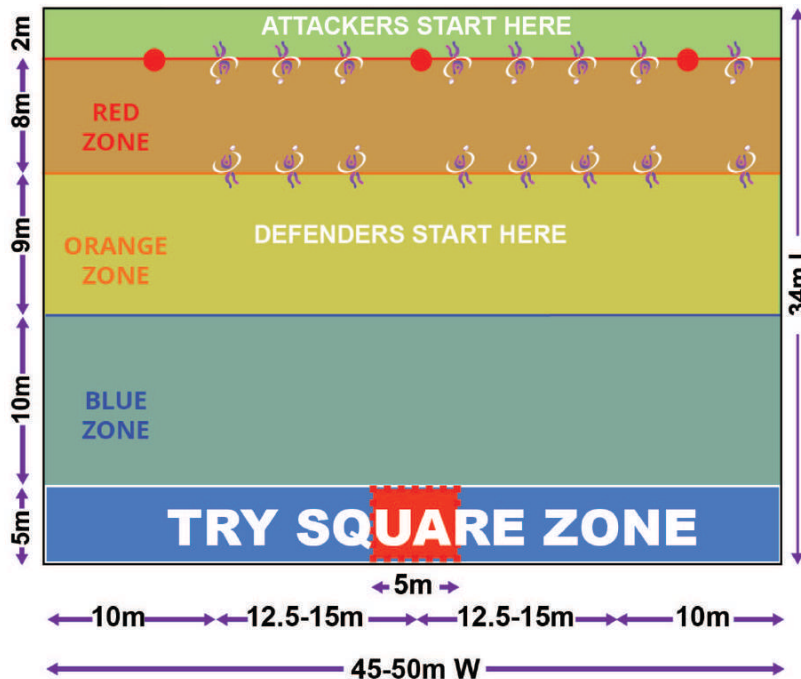 ATTACKERS START HERE
2m
8m
RED
ZONE
9m
ORANGE
ZONE
DEFENDERS START HERE
34m L
10m
BLUE
ZONE
5m
TRY SQUARE ZONE
5m
10m
12.5-15m
12.5-15m
10m
45-50m W